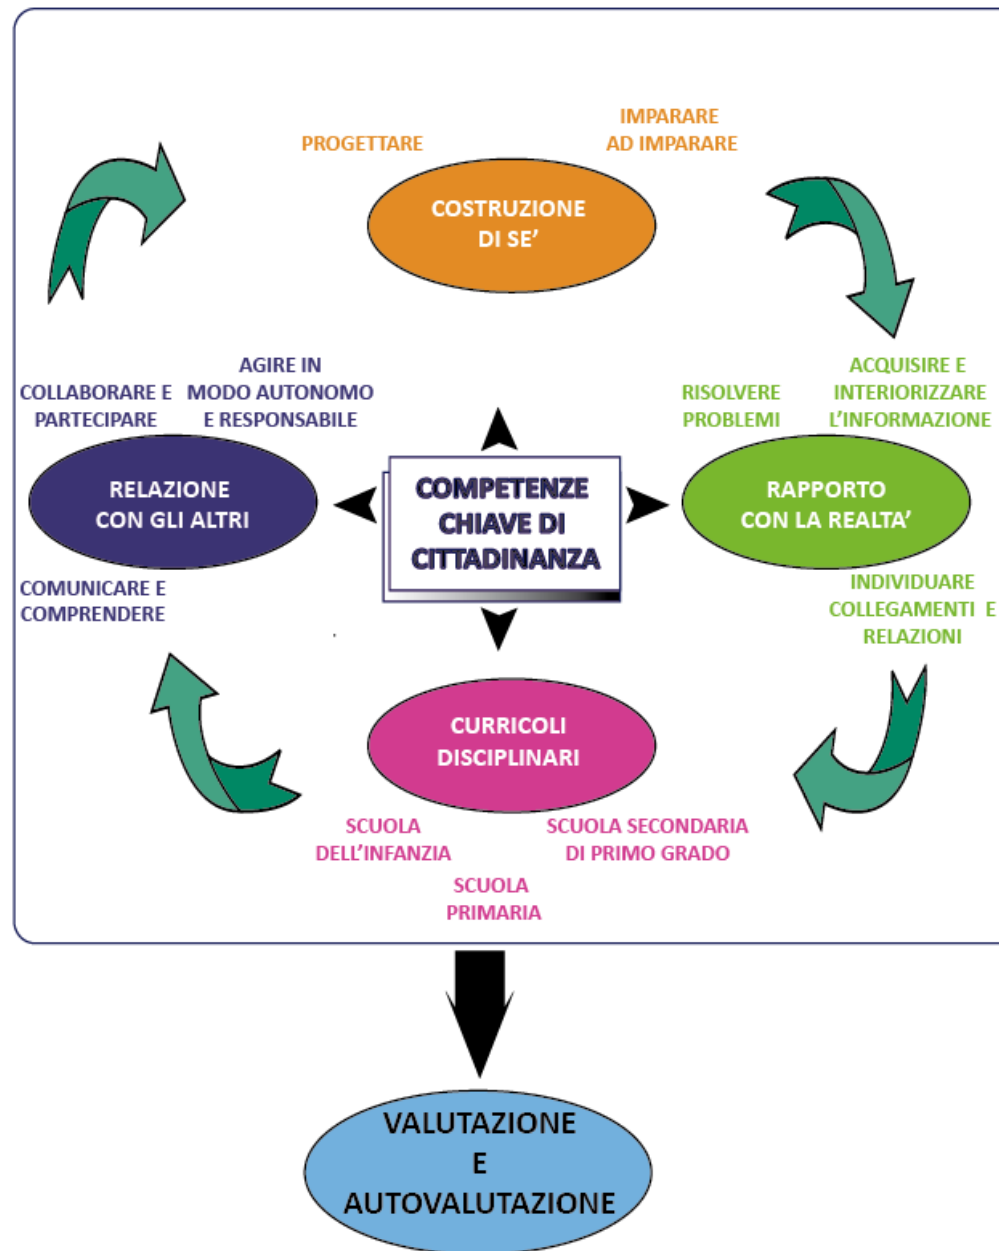 PROGETTARE
IMPARARE
AD IMPARARE
COSTRUZIONE
DI SE’
COLLABORARE E
PARTECIPARE
AGIRE IN
MODO AUTONOMO
E RESPONSABILE
RISOLVERE
PROBLEMI
ACQUISIRE E
INTERIORIZZARE
L’INFORMAZIONE
RELAZIONE
CON GLI ALTRI
COMPETENZE
CHIAVE DI
CITTADINANZA
RAPPORTO
CON LA REALTA’
COMUNICARE E
COMPRENDERE
INDIVIDUARE
COLLEGAMENTI E
RELAZIONI
CURRICOLI
DISCIPLINARI
SCUOLA
DELL’INFANZIA
SCUOLA SECONDARIA
DI PRIMO GRADO
SCUOLA
PRIMARIA
VALUTAZIONE
E
AUTOVALUTAZIONE